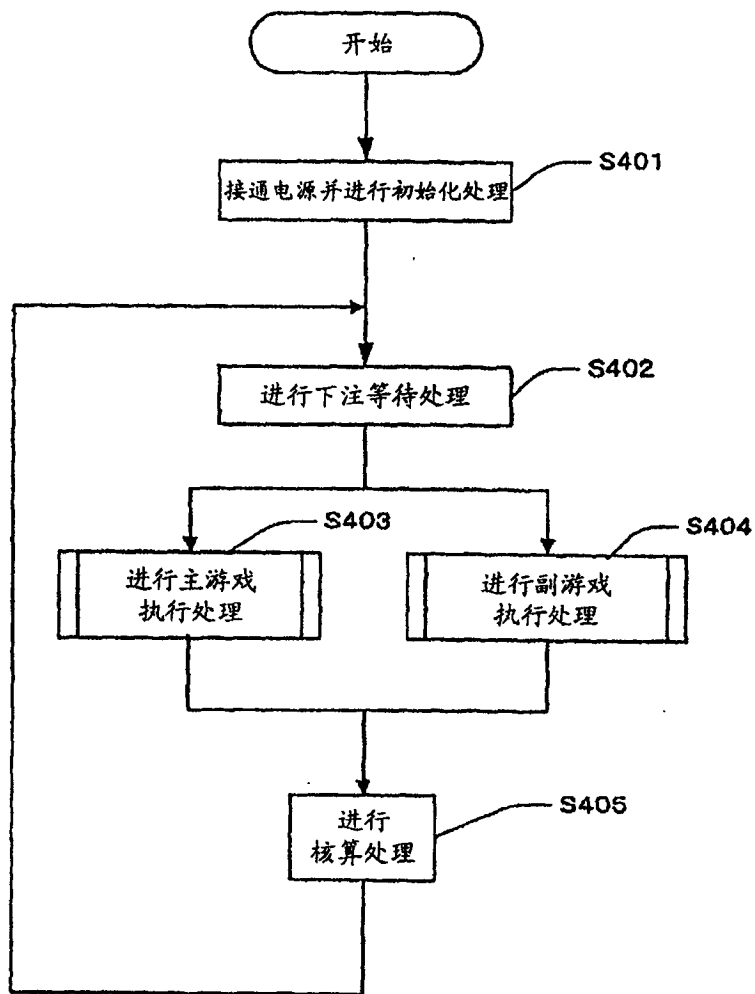 开始
接通电源并进行初始化处理
S401
进行下注等待处理
S402
进行主游戏
执行处理
S403
进行副游戏
执行处理
S404
进行
核算处理
S405